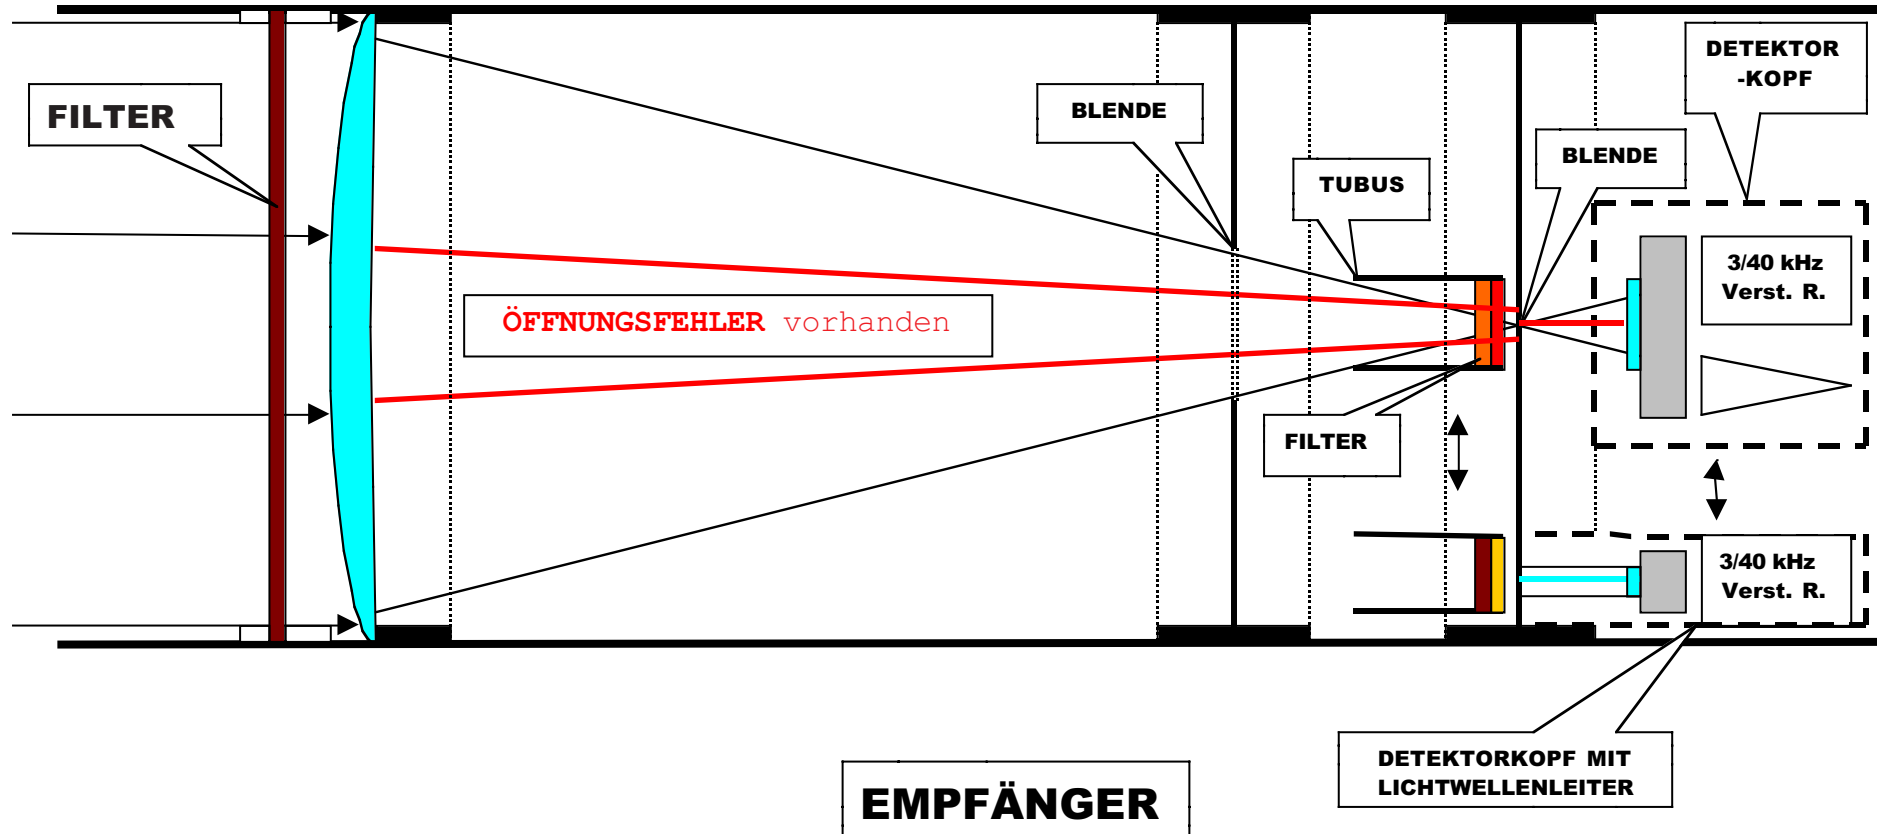 DETEKTOR
-KOPF
FILTER
BLENDE
BLENDE
TUBUS
3/40 kHz
Verst. R.
ÖFFNUNGSFEHLER vorhanden
FILTER
3/40 kHz
Verst. R.
DETEKTORKOPF MIT
LICHTWELLENLEITER
EMPFÄNGER